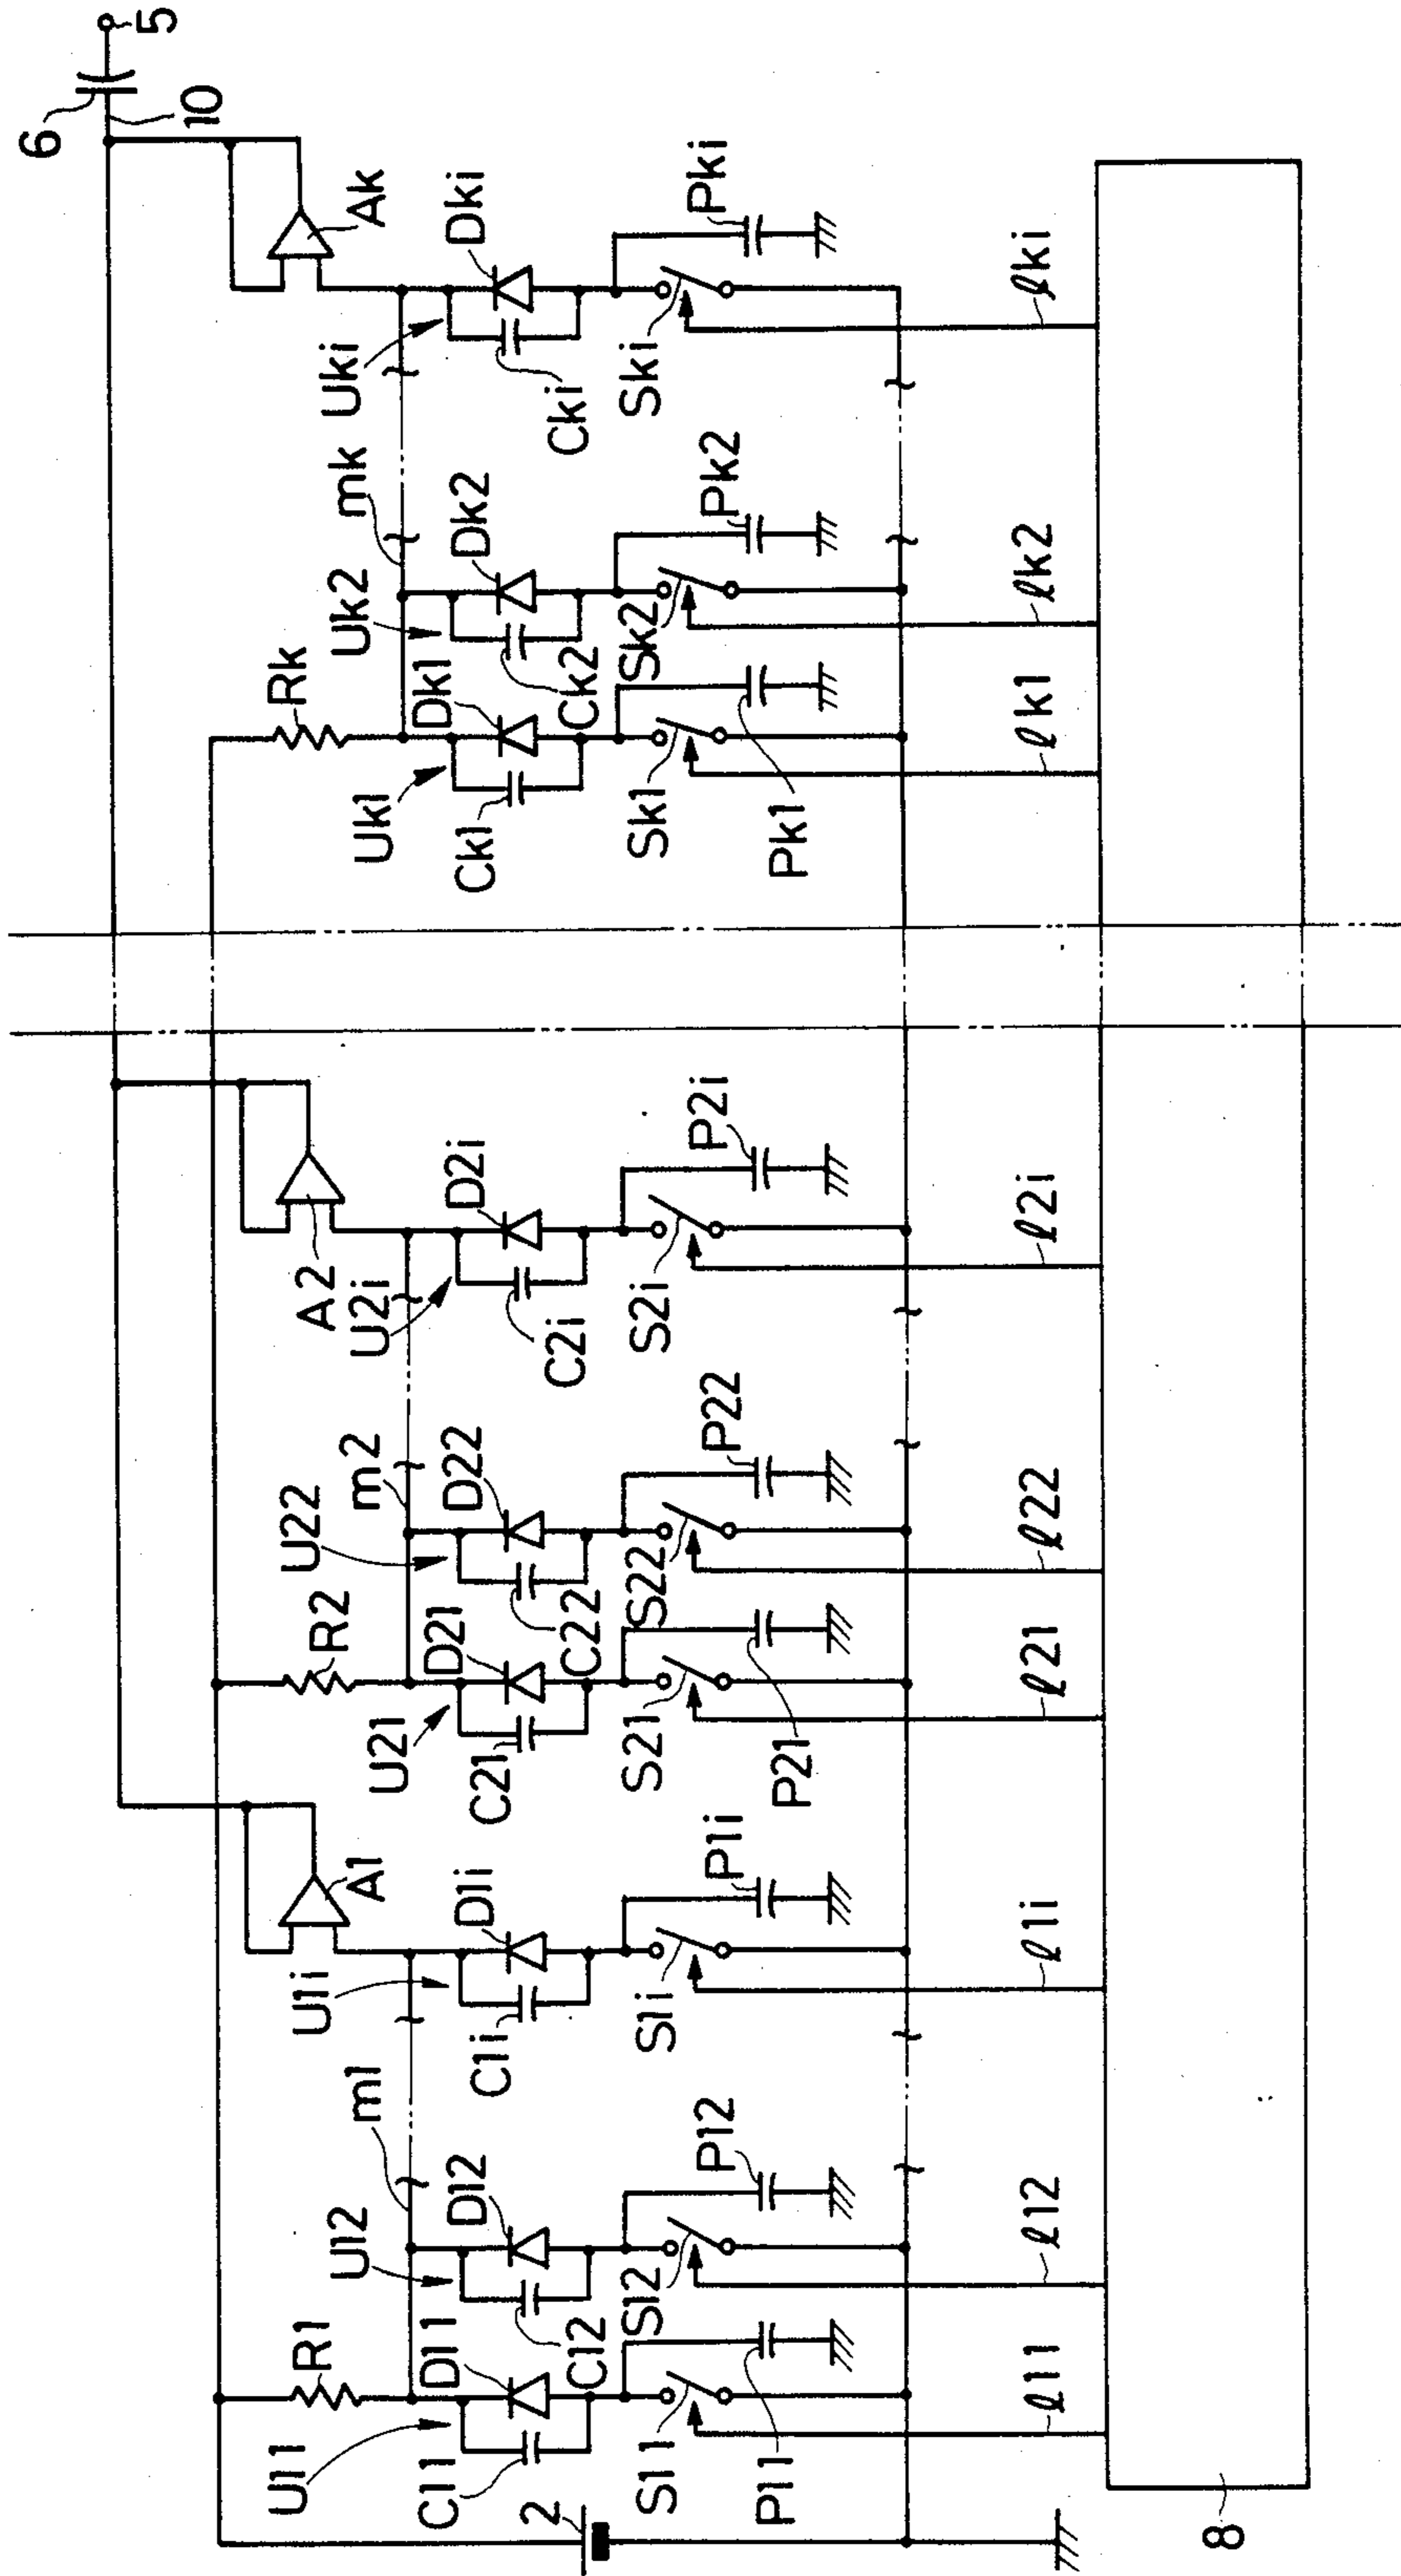 6
10
5
Ak
A2
A1
R1
R2
Rk
m1
m2
mk
U11
D11
C11
U12
D12
C12
U1i
D1i
C1i
U21
D21
C21
U22
D22
C22
U2i
D2i
C2i
Uk1
Dk1
Ck1
Uk2
Dk2
Ck2
Uki
Dki
Cki
2
S11
P11
S12
P12
S1i
P1i
S21
P21
S22
P22
S2i
P2i
Sk1
Pk1
Sk2
Pk2
Ski
Pki
ℓ11
ℓ12
ℓ1i
ℓ21
ℓ22
ℓ2i
ℓk1
ℓk2
ℓki
8